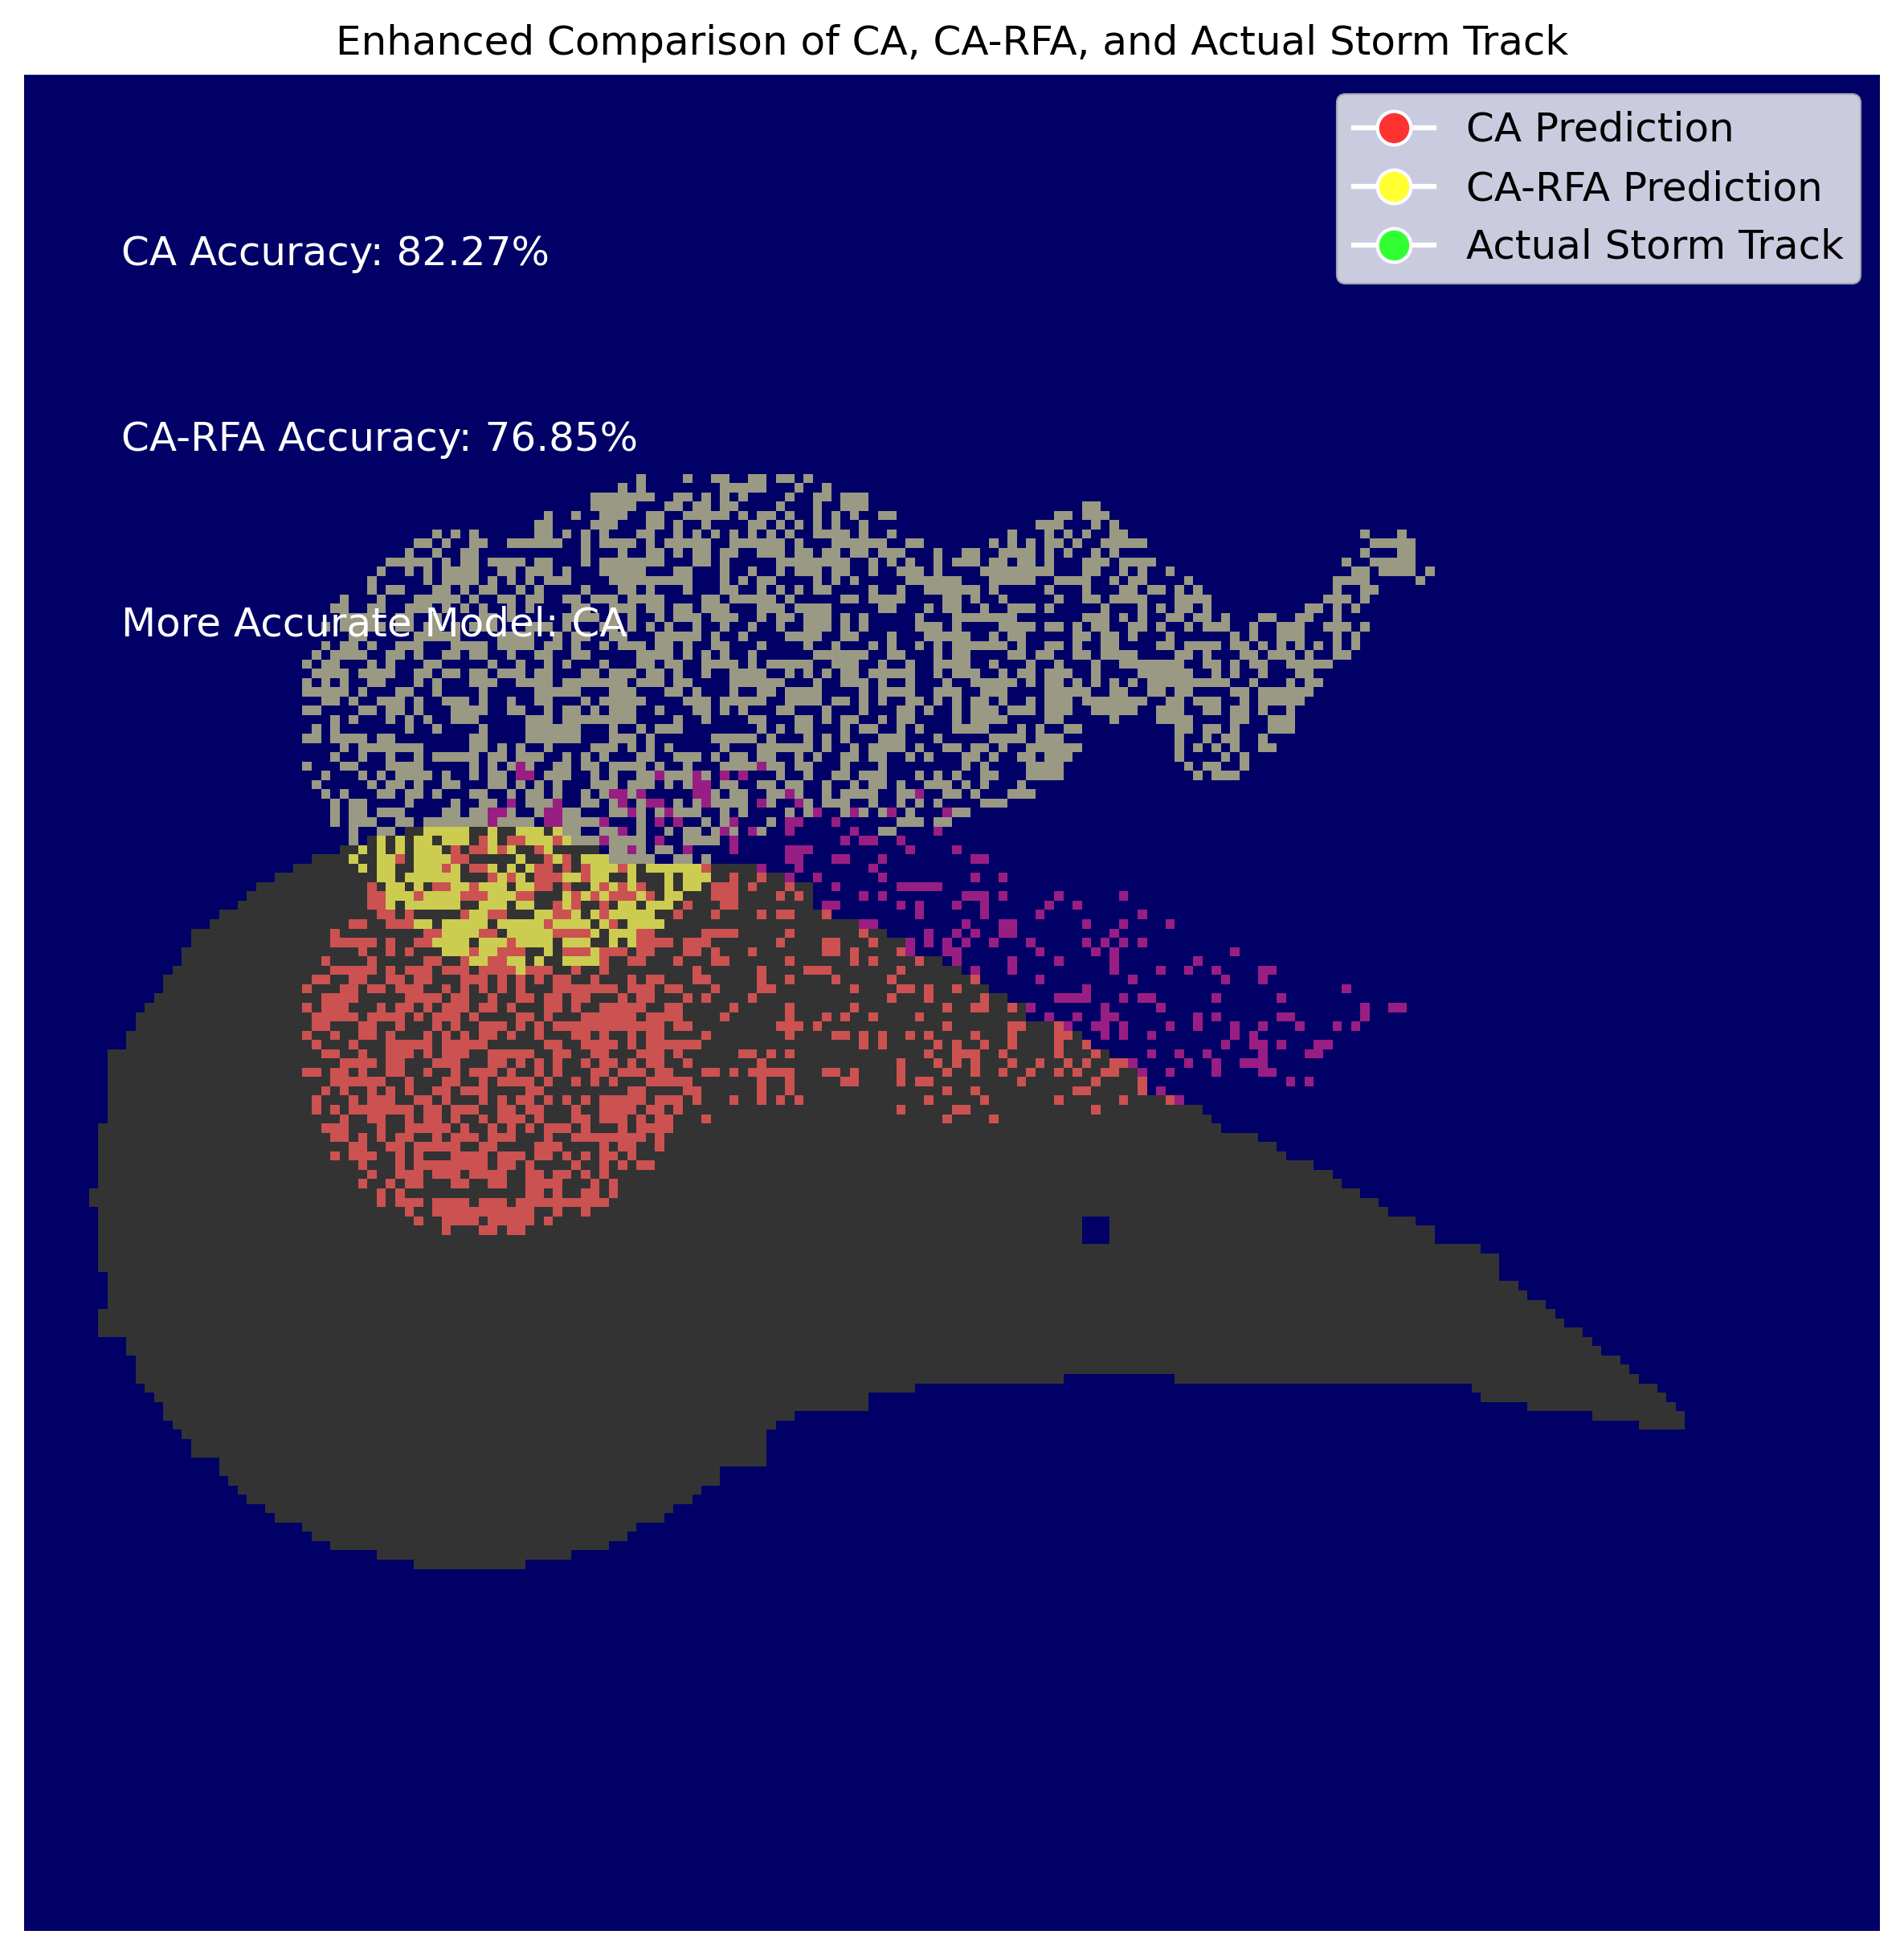 Enhanced Comparison of CA, CA-RFA, and Actual Storm Track
CA Prediction
CA-RFA Prediction
Actual Storm Track
CA Accuracy: 82.27%
CA-RFA Accuracy: 76.85%
More Accurate Model: CA